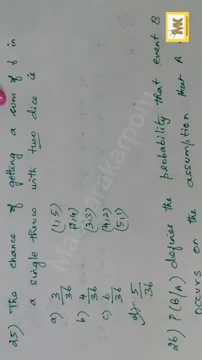 25) The chance of getting a sum of 6 in
a single throw with two dice is
a) 3/36 (1,5)
b) 4/36 (2,4)
(3,3)
c) 6/36 (4,2)
d) 5/36 (5,1)
26) P(B/A) defines the probability that event B
occurs on the assumption that A
MK